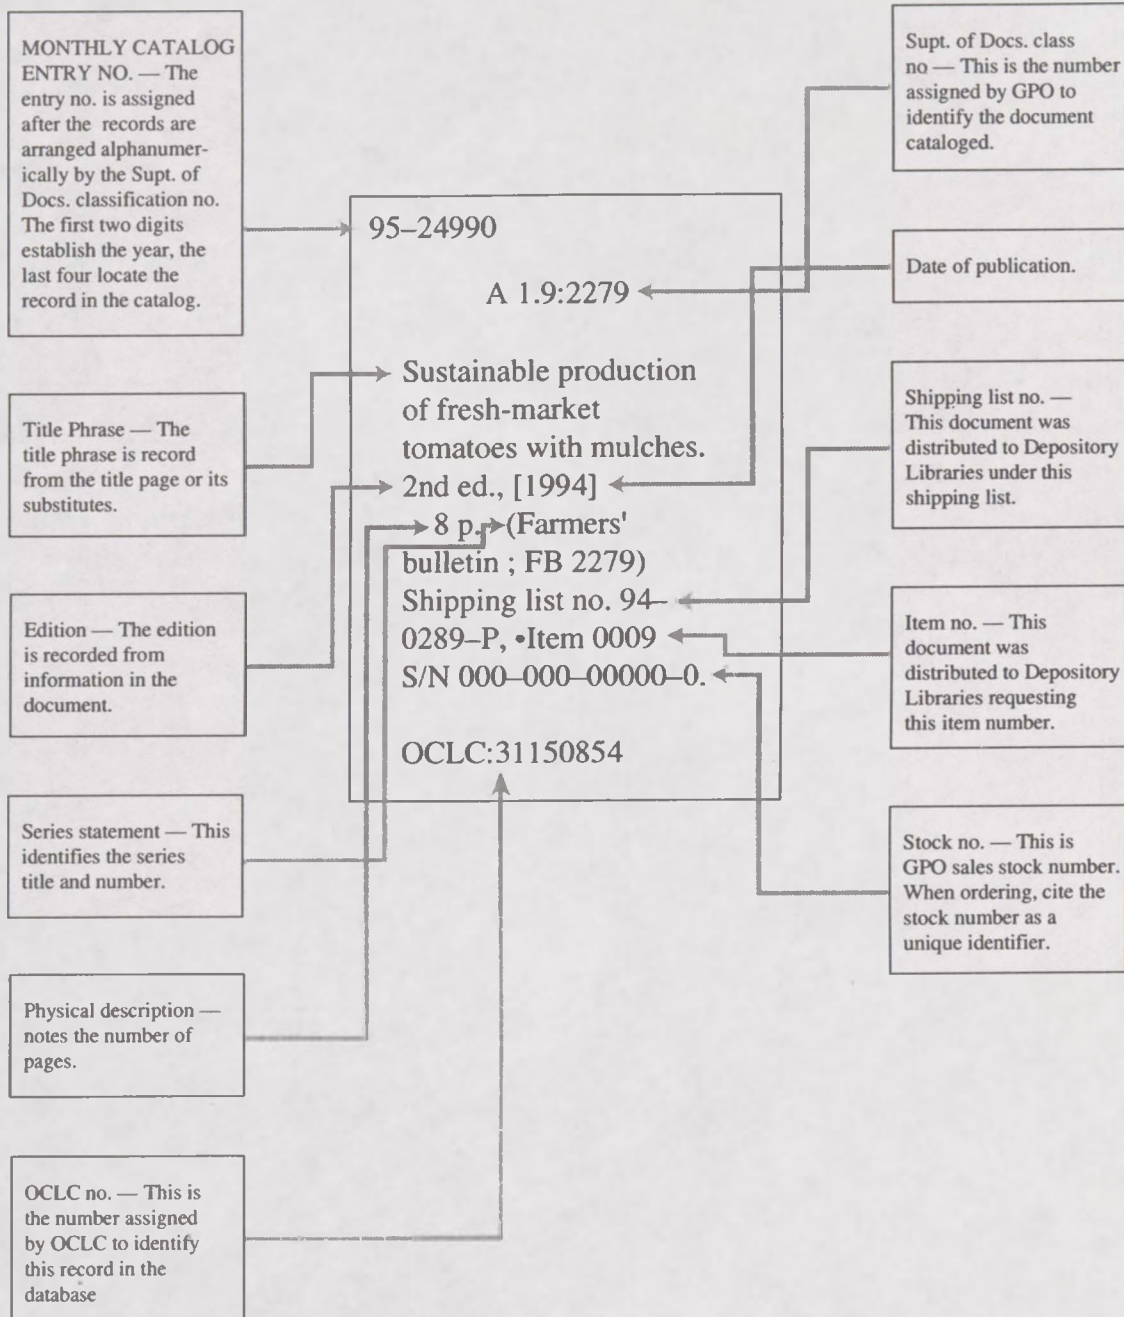 MONTHLY CATALOG
ENTRY NO. — The
entry no. is assigned
after the records are
arranged alphanumer-
ically by the Supt. of
Docs. classification no.
The first two digits
establish the year, the
last four locate the
record in the catalog.
Title Phrase — The
title phrase is record
from the title page or its
substitutes.
Edition — The edition
is recorded from
information in the
document.
Series statement — This
identifies the series
title and number.
Physical description —
notes the number of
pages.
OCLC no. — This is
the number assigned
by OCLC to identify
this record in the
database
95–24990
A 1.9:2279
Sustainable production
of fresh-market
tomatoes with mulches.
2nd ed., [1994]
8 p. (Farmers'
bulletin ; FB 2279)
Shipping list no. 94–
0289–P, •Item 0009
S/N 000–000–00000–0.
OCLC:31150854
Supt. of Docs. class
no — This is the number
assigned by GPO to
identify the document
cataloged.
Date of publication.
Shipping list no. —
This document was
distributed to Depository
Libraries under this
shipping list.
Item no. — This
document was
distributed to Depository
Libraries requesting
this item number.
Stock no. — This is
GPO sales stock number.
When ordering, cite the
stock number as a
unique identifier.